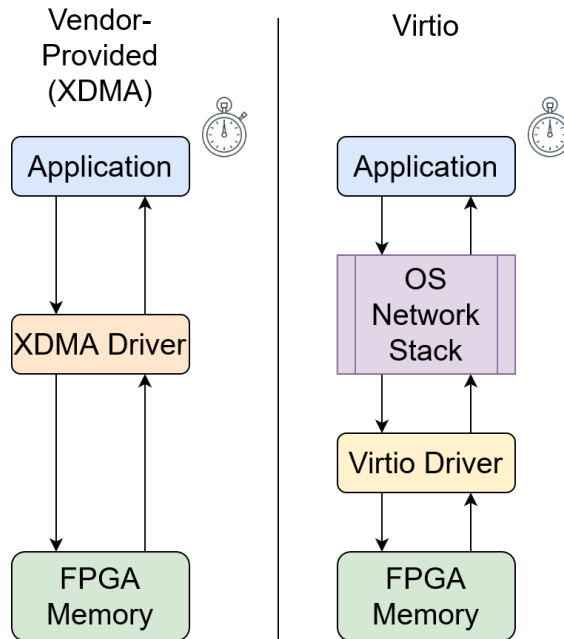 Vendor-
Provided
(XDMA)
Application
XDMA Driver
FPGA
Memory
Virtio
Application
OS
Network
Stack
Virtio Driver
FPGA
Memory